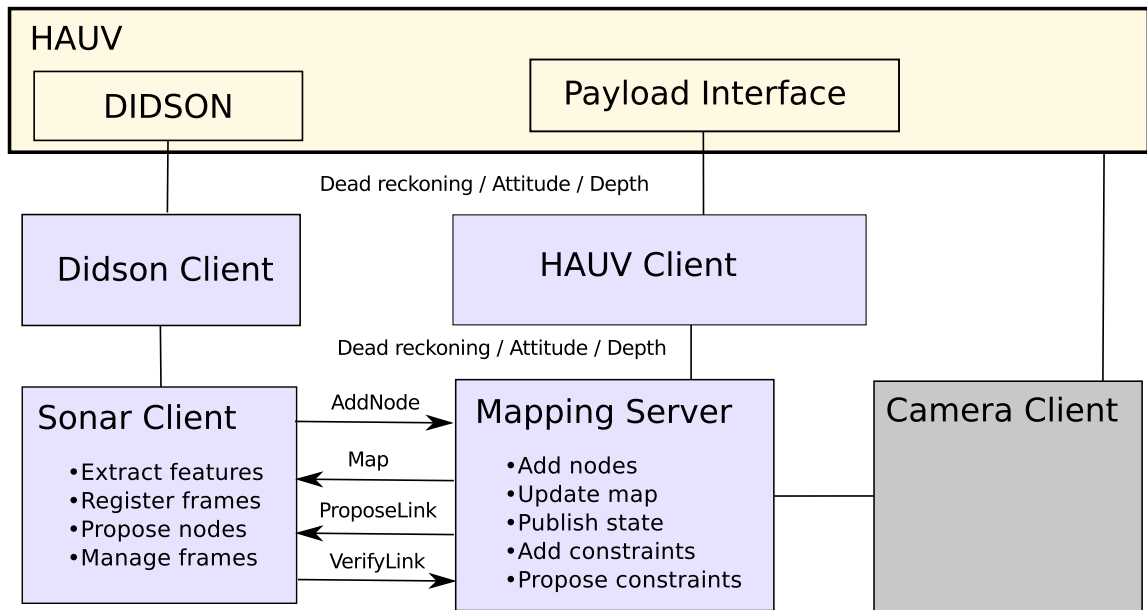 HAUV
DIDSON
Payload Interface
Dead reckoning / Attitude / Depth
Didson Client
HAUV Client
Dead reckoning / Attitude / Depth
Sonar Client
•Extract features
•Register frames
•Propose nodes
•Manage frames
AddNode
Map
ProposeLink
VerifyLink
Mapping Server
•Add nodes
•Update map
•Publish state
•Add constraints
•Propose constraints
Camera Client